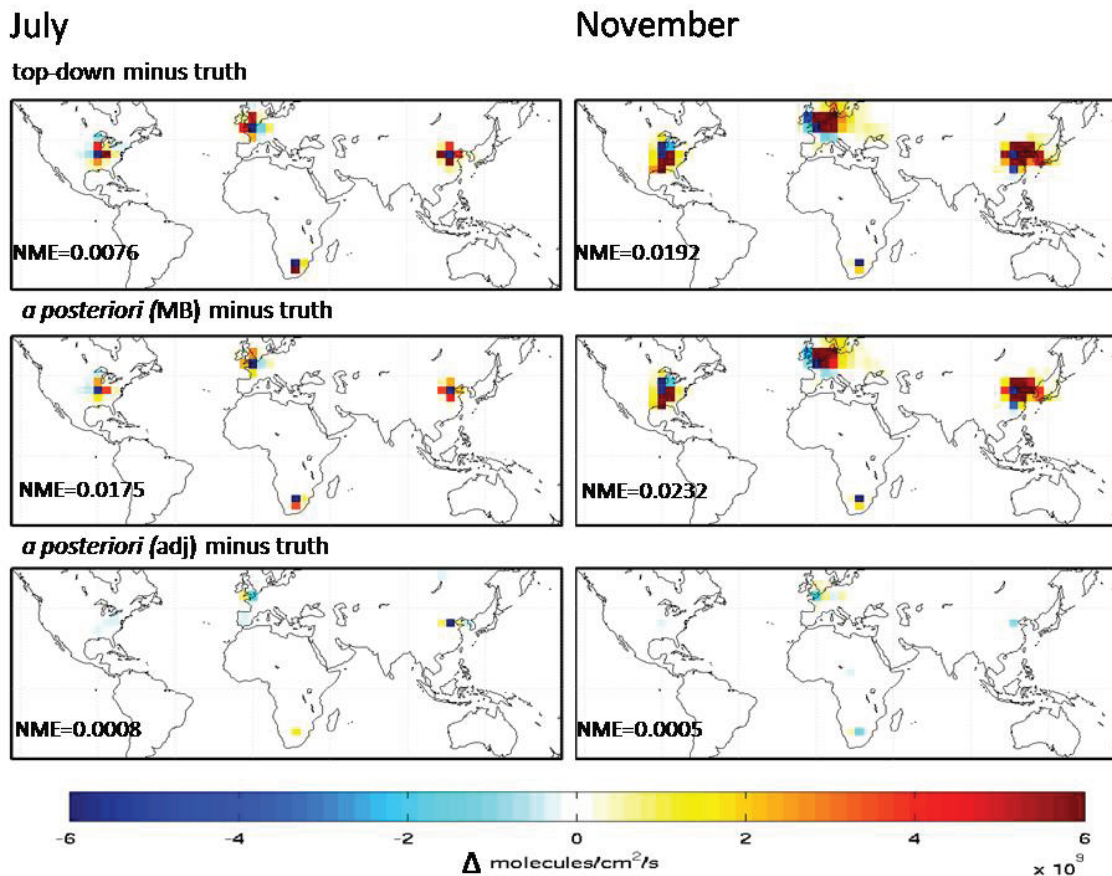 July November
top-down minus truth
NME=0.0076 NME=0.0192
a posteriori (MB) minus truth
NME=0.0175 NME=0.0232
a posteriori (adj) minus truth
NME=0.0008 NME=0.0005
-6 -4 -2 0 2 4 6
Δ molecules/cm²/s x 10⁹